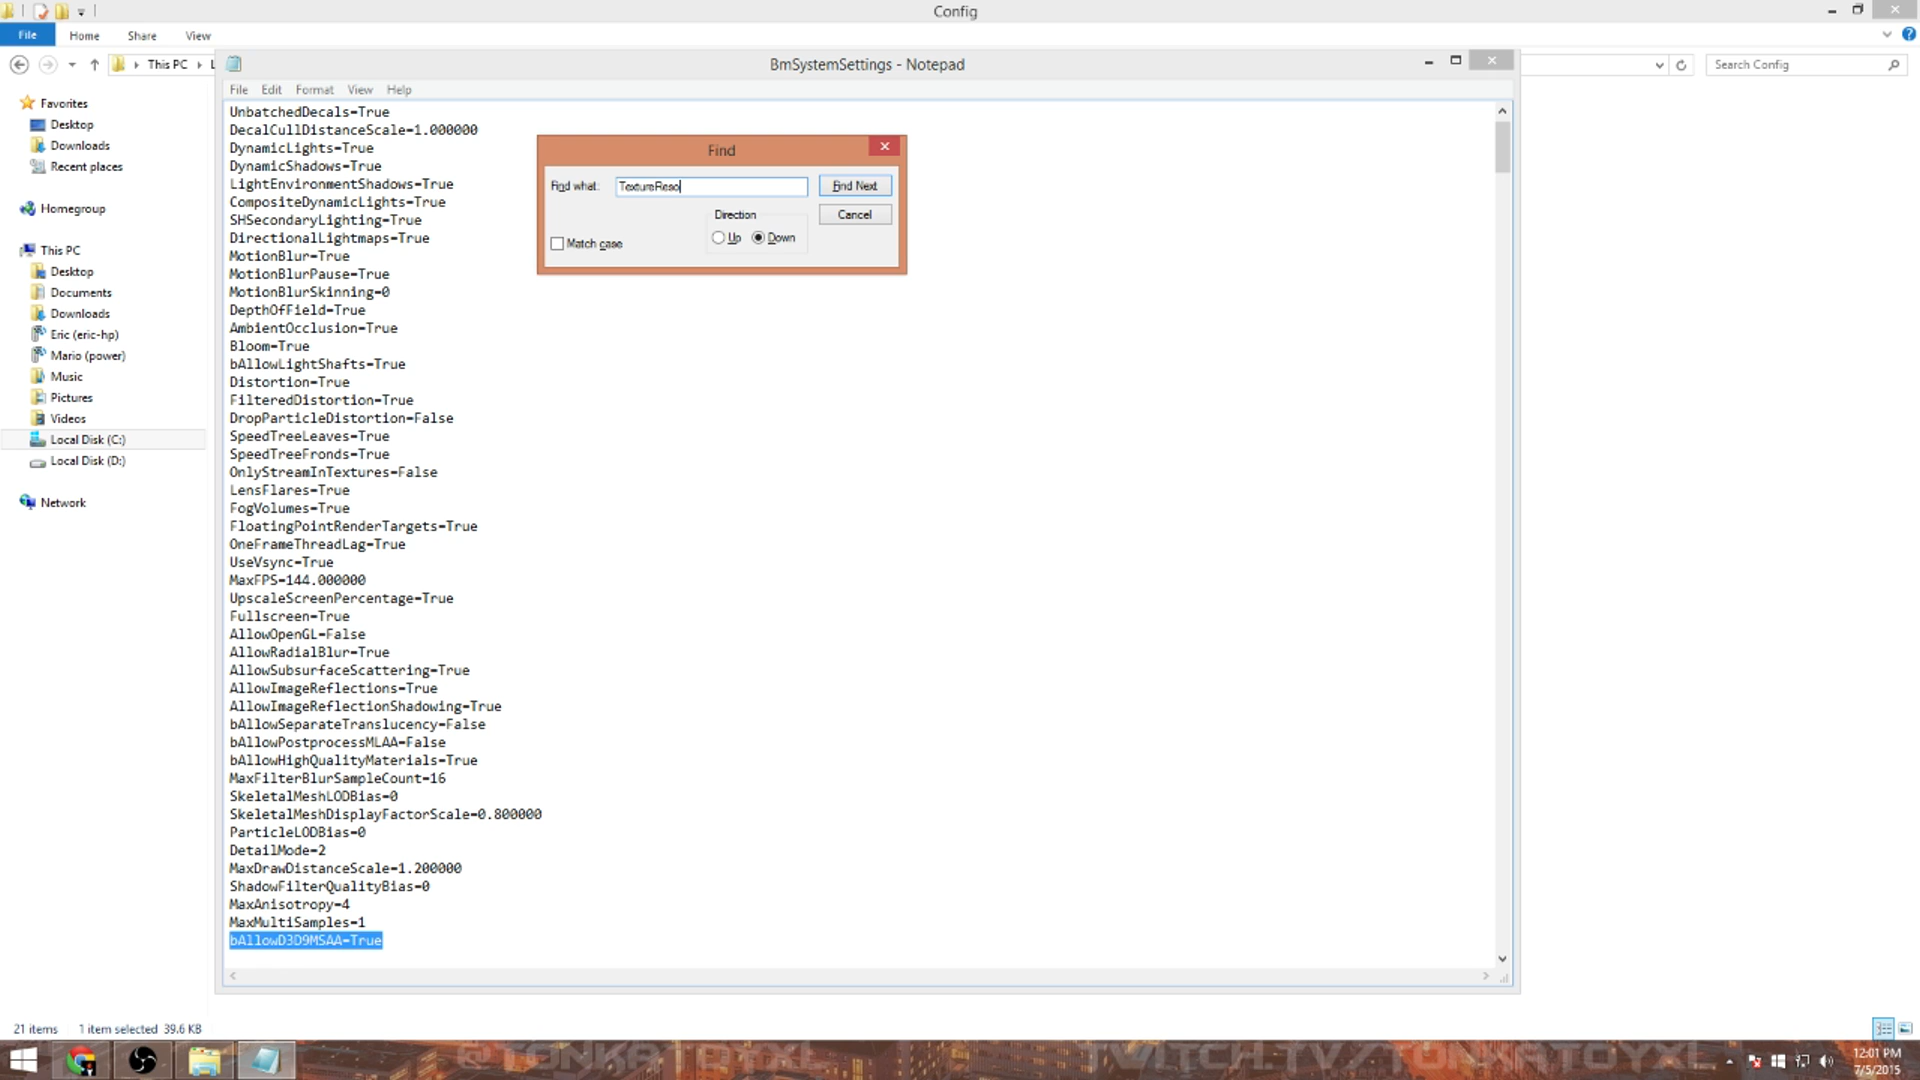 Config
File Home Share View
This PC
Search Config
BmSystemSettings - Notepad
File Edit Format View Help
Favorites
Desktop
Downloads
Recent places
Homegroup
This PC
Desktop
Documents
Downloads
Eric (eric-hp)
Mario (power)
Music
Pictures
Videos
Local Disk (C:)
Local Disk (D:)
Network
UnbatchedDecals=True
DecalCullDistanceScale=1.000000
DynamicLights=True
DynamicShadows=True
LightEnvironmentShadows=True
CompositeDynamicLights=True
SHSecondaryLighting=True
DirectionalLightmaps=True
MotionBlur=True
MotionBlurPause=True
MotionBlurSkinning=0
DepthOfField=True
AmbientOcclusion=True
Bloom=True
bAllowLightShafts=True
Distortion=True
FilteredDistortion=True
DropParticleDistortion=False
SpeedTreeLeaves=True
SpeedTreeFronds=True
OnlyStreamInTextures=False
LensFlares=True
FogVolumes=True
FloatingPointRenderTargets=True
OneFrameThreadLag=True
UseVsync=True
MaxFPS=144.000000
UpscaleScreenPercentage=True
Fullscreen=True
AllowOpenGL=False
AllowRadialBlur=True
AllowSubsurfaceScattering=True
AllowImageReflections=True
AllowImageReflectionShadowing=True
bAllowSeparateTranslucency=False
bAllowPostprocessMLAA=False
bAllowHighQualityMaterials=True
MaxFilterBlurSampleCount=16
SkeletalMeshLODBias=0
SkeletalMeshDisplayFactorScale=0.800000
ParticleLODBias=0
DetailMode=2
MaxDrawDistanceScale=1.200000
ShadowFilterQualityBias=0
MaxAnisotropy=4
MaxMultiSamples=1
bAllowD3D9MSAA=True
Find
Find what: TextureReso Find Next
Direction Cancel
Match case Up Down
21 items 1 item selected 39.6 KB
@TONKATOYXL TWITCH.TV/TONKATOYXL
12:01 PM
7/5/2015